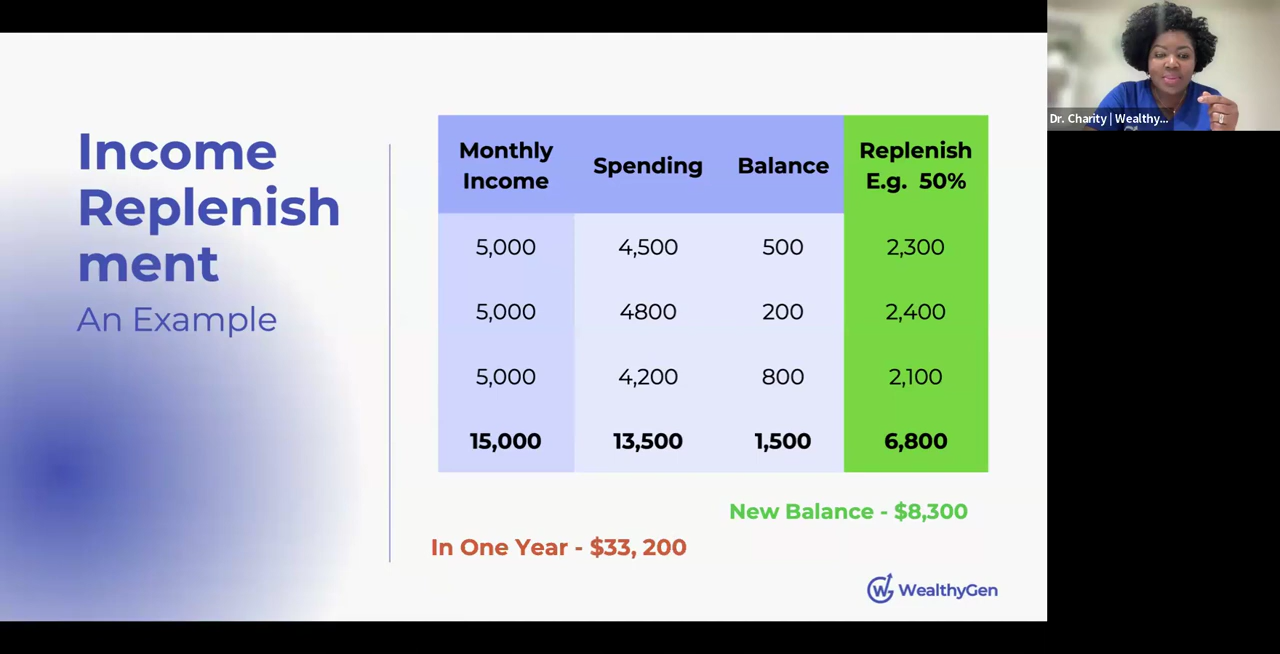 Income
Replenish
ment
An Example
Monthly Income Spending Balance Replenish E.g. 50%
5,000 4,500 500 2,300
5,000 4800 200 2,400
5,000 4,200 800 2,100
15,000 13,500 1,500 6,800
New Balance - $8,300
In One Year - $33, 200
W WealthyGen
Dr. Charity | Wealthy...